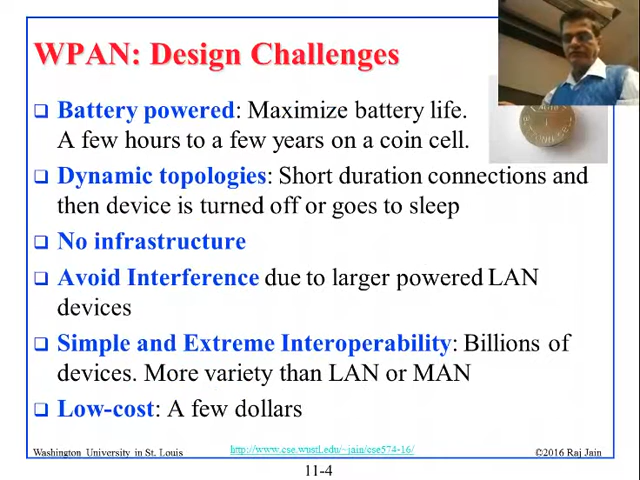 WPAN: Design Challenges
Battery powered: Maximize battery life.
A few hours to a few years on a coin cell.
Dynamic topologies: Short duration connections and
then device is turned off or goes to sleep
No infrastructure
Avoid Interference due to larger powered LAN
devices
Simple and Extreme Interoperability: Billions of
devices. More variety than LAN or MAN
Low-cost: A few dollars
Washington University in St. Louis
http://www.cse.wustl.edu/~jain/cse574-16/
©2016 Raj Jain
11-4